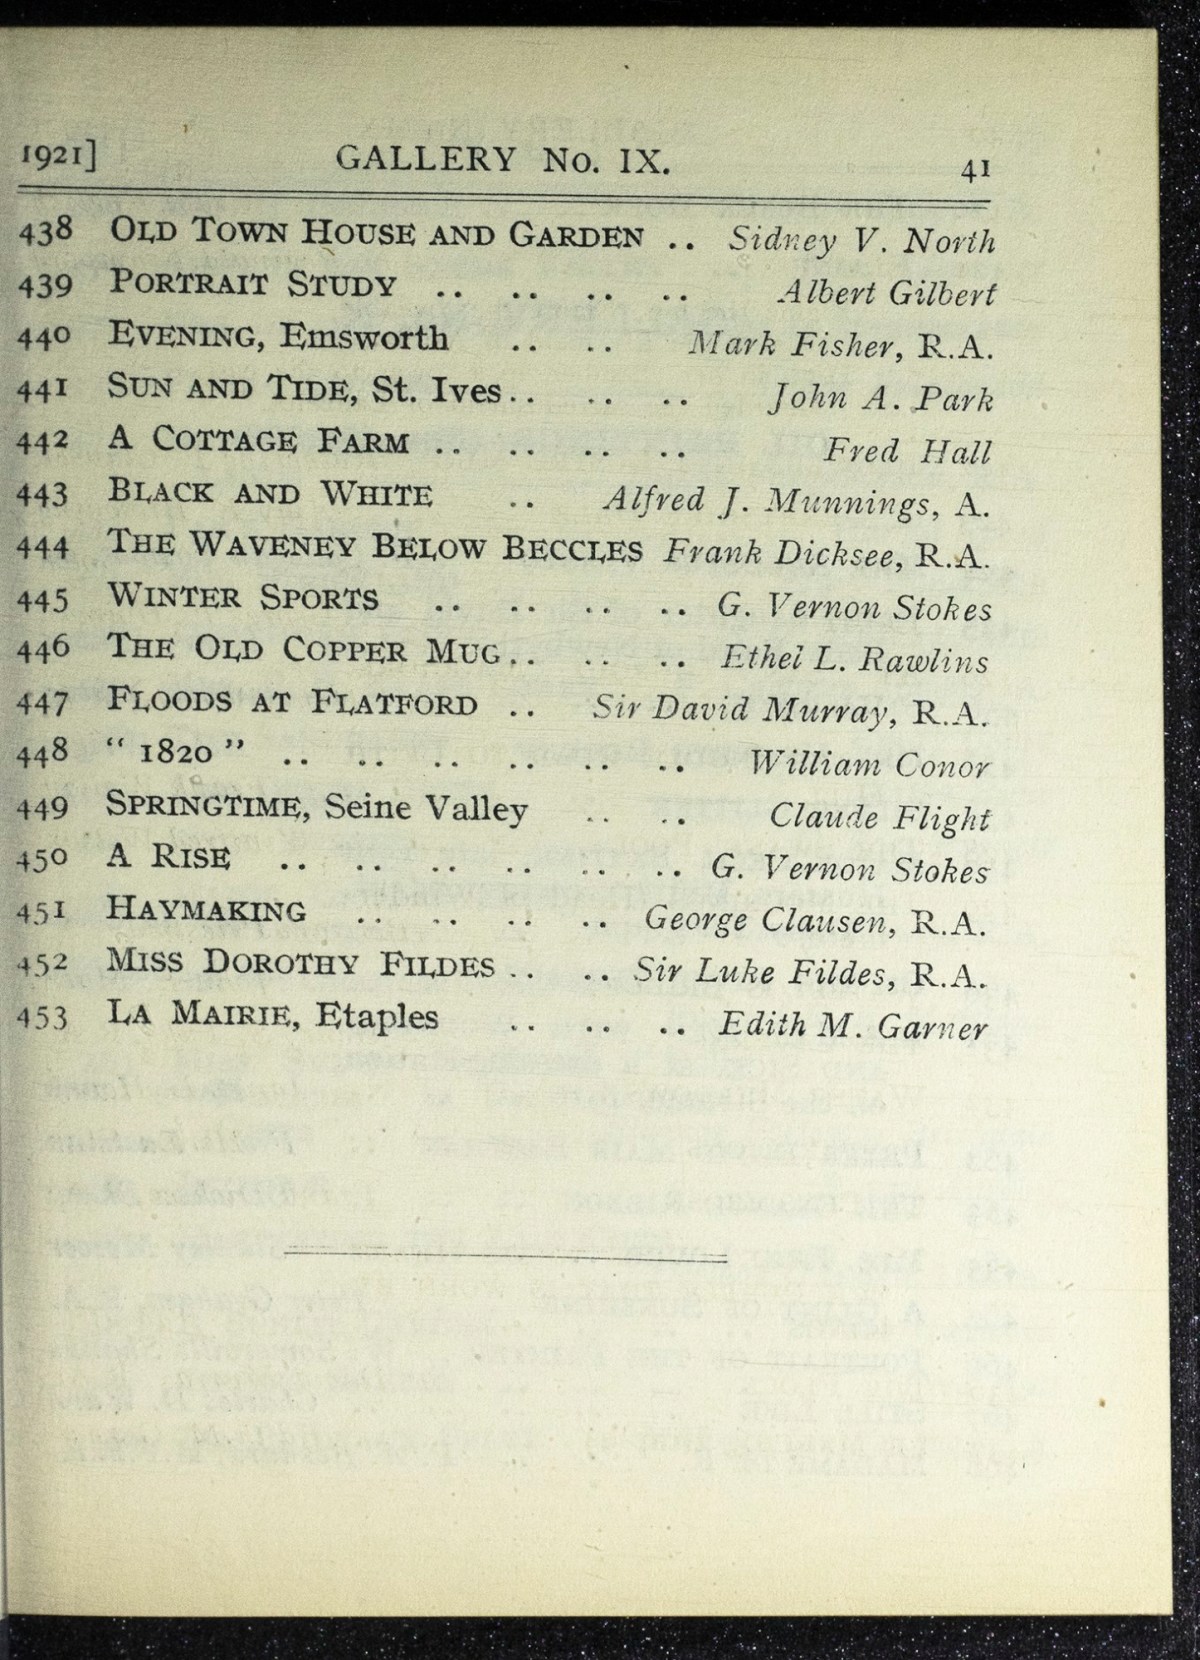 1921] GALLERY No. IX. 41
438 OLD TOWN HOUSE AND GARDEN .. Sidney V. North
439 PORTRAIT STUDY .. .. .. .. Albert Gilbert
440 EVENING, Emsworth .. .. Mark Fisher, R.A.
441 SUN AND TIDE, St. Ives .. .. .. John A. Park
442 A COTTAGE FARM .. .. .. .. Fred Hall
443 BLACK AND WHITE .. Alfred J. Munnings, A.
444 THE WAVENEY BELOW BECCLES Frank Dicksee, R.A.
445 WINTER SPORTS .. .. .. .. G. Vernon Stokes
446 THE OLD COPPER MUG .. .. .. Ethel L. Rawlins
447 FLOODS AT FLATFORD .. Sir David Murray, R.A.
448 “ 1820 ” .. .. .. .. .. .. William Conor
449 SPRINGTIME, Seine Valley .. .. Claude Flight
450 A RISE .. .. .. .. .. .. G. Vernon Stokes
451 HAYMAKING .. .. .. .. George Clausen, R.A.
452 MISS DOROTHY FILDES .. .. Sir Luke Fildes, R.A.
453 LA MAIRIE, Etaples .. .. .. Edith M. Garner